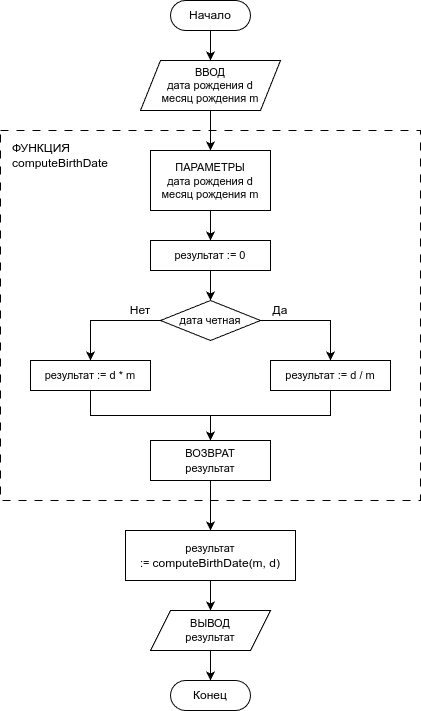 Начало
ВВОД
дата рождения d
месяц рождения m
ФУНКЦИЯ
computeBirthDate
ПАРАМЕТРЫ
дата рождения d
месяц рождения m
результат := 0
Нет
Да
дата четная
результат := d * m
результат := d / m
ВОЗВРАТ
результат
результат
:= computeBirthDate(m, d)
ВЫВОД
результат
Конец